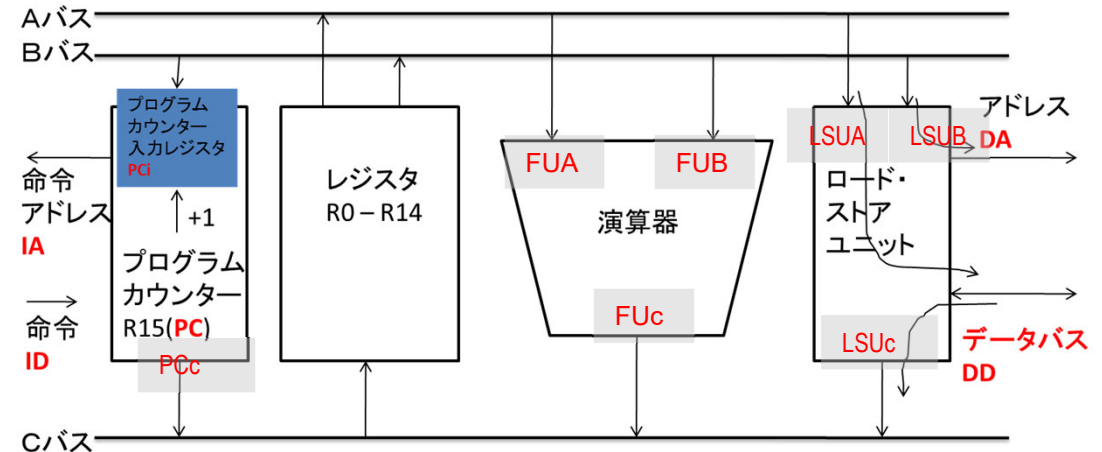 Aバス
Bバス
プログラム
カウンター
入力レジスタ
PCi
命令
アドレス
IA
+1
プログラム
カウンター
R15(PC)
命令
ID
PCc
レジスタ
R0 – R14
FUA
FUB
演算器
FUc
LSUA
LSUB
ロード・
ストア
ユニット
LSUc
アドレス
DA
データバス
DD
Cバス